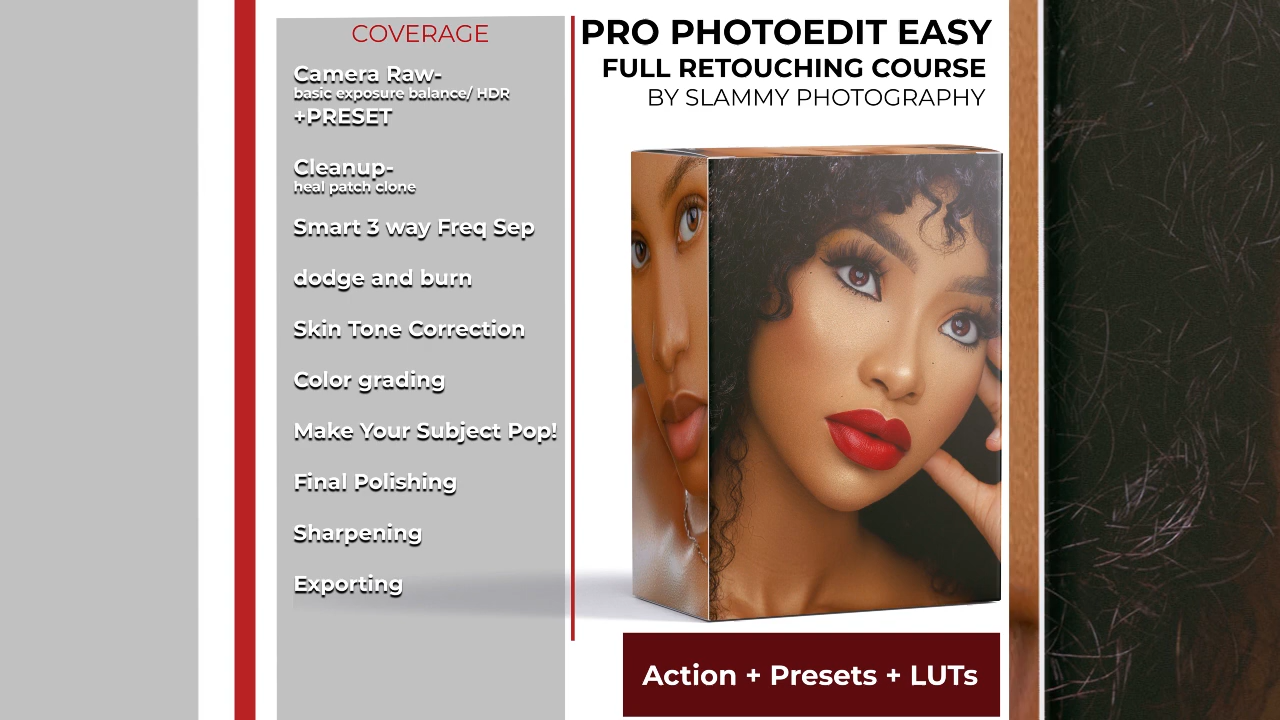 COVERAGE
Camera Raw-
basic exposure balance/ HDR
+PRESET
Cleanup-
heal patch clone
Smart 3 way Freq Sep
dodge and burn
Skin Tone Correction
Color grading
Make Your Subject Pop!
Final Polishing
Sharpening
Exporting
PRO PHOTOEDIT EASY
FULL RETOUCHING COURSE
BY SLAMMY PHOTOGRAPHY
Action + Presets + LUTs